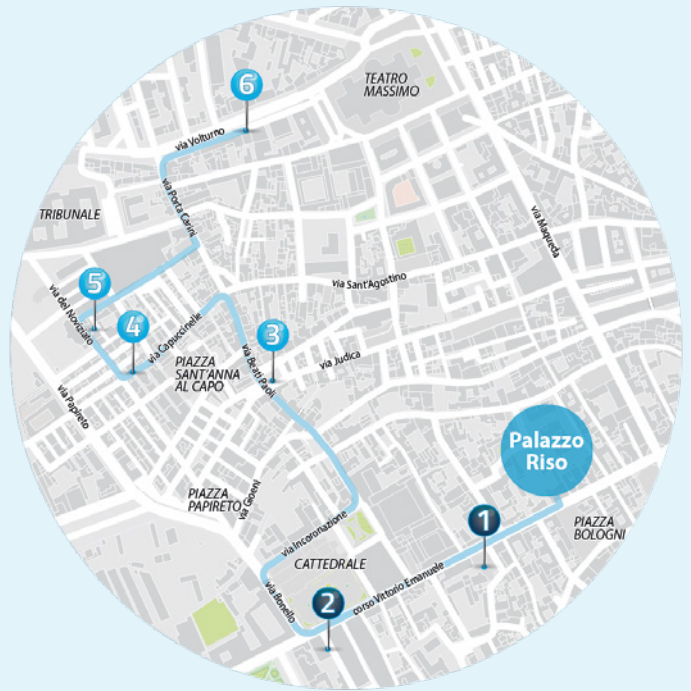 6
TEATRO
MASSIMO
via Volturno
via Porta Carini
TRIBUNALE
via Maqueda
5
via del Noviziato
via Sant'Agostino
4
3
via Capuccinelle
via Judica
PIAZZA
SANT'ANNA
AL CAPO
via Beati Paoli
via Papireto
Palazzo
Riso
PIAZZA
PAPIRETO
via Gioeni
1
PIAZZA
BOLOGNI
via Incoronazione
CATTEDRALE
corso Vittorio Emanuele
via Bonello
2